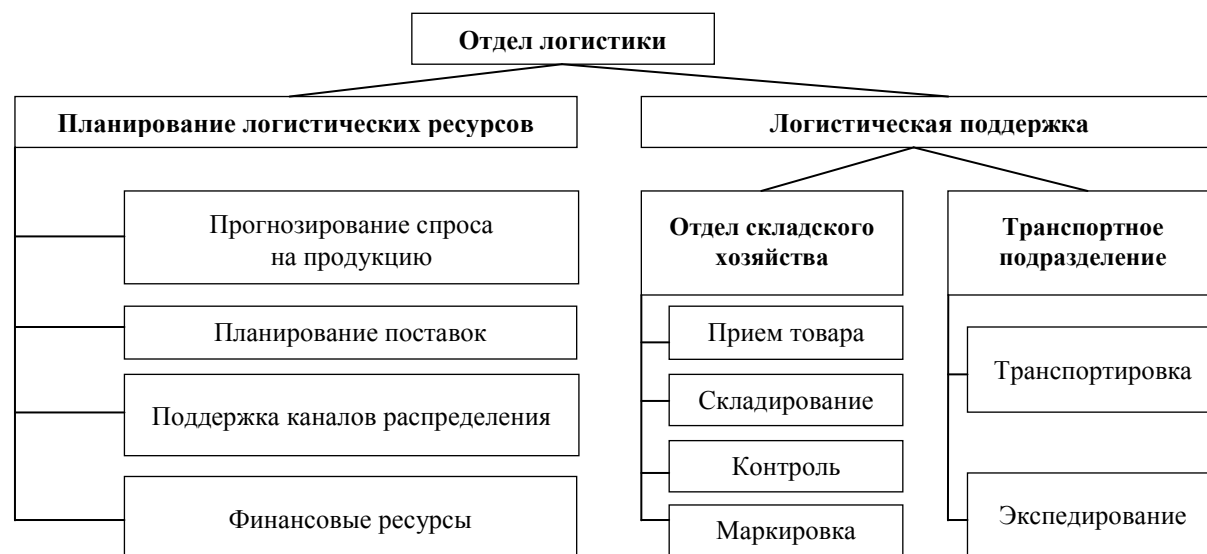 Отдел логистики
Планирование логистических ресурсов
Прогнозирование спроса
на продукцию
Планирование поставок
Поддержка каналов распределения
Финансовые ресурсы
Логистическая поддержка
Отдел складского
хозяйства
Прием товара
Складирование
Контроль
Маркировка
Транспортное
подразделение
Транспортировка
Экспедирование